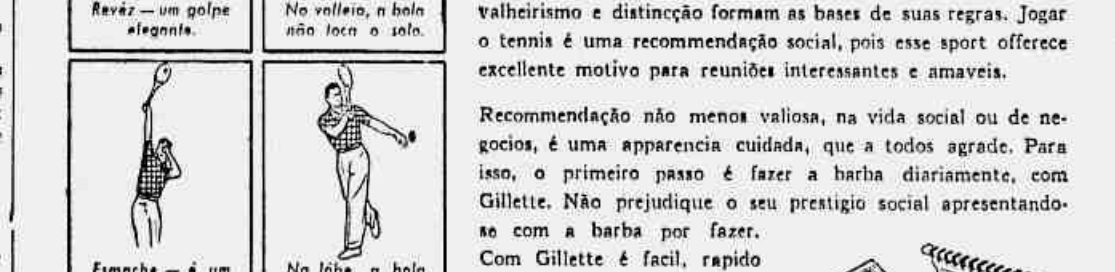 Revéz — um golpe
elegante.
No volleio, a bola
não toca o solo.
Esmache — é um
No lóbe, a bola
valheirismo e distincção formam as bases de suas regras. Jogar
o tennis é uma recommendação social, pois esse sport offerece
excellente motivo para reuniões interessantes e amaveis.
Recommendação não menos valiosa, na vida social ou de ne-
gocios, é uma apparencia cuidada, que a todos agrade. Para
isso, o primeiro passo é fazer a barba diariamente, com
Gillette. Não prejudique o seu prestigio social apresentando-
se com a barba por fazer.
Com Gillette é facil, rapido